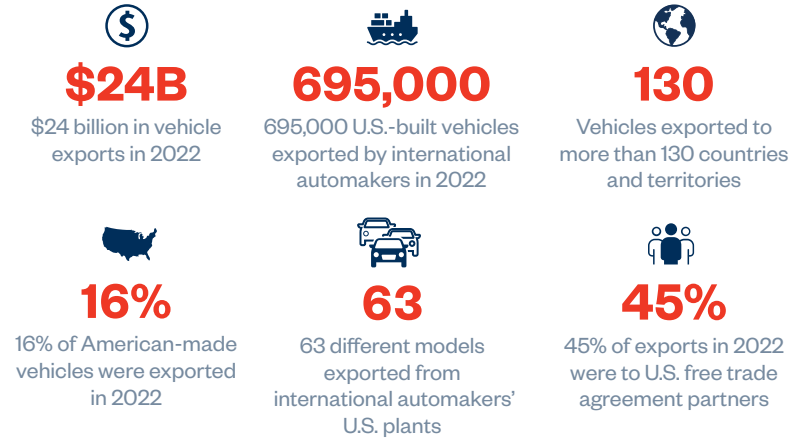 $
$24B
$24 billion in vehicle
exports in 2022
695,000
695,000 U.S.-built vehicles
exported by international
automakers in 2022
130
Vehicles exported to
more than 130 countries
and territories
16%
16% of American-made
vehicles were exported
in 2022
63
63 different models
exported from
international automakers’
U.S. plants
45%
45% of exports in 2022
were to U.S. free trade
agreement partners